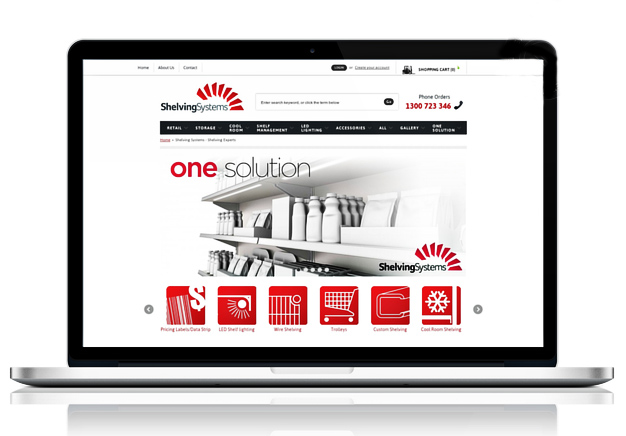 Home About Us Contact LOGIN or Create your account SHOPPING CART (0)
ShelvingSystems
Enter search keyword, or click the term below Go
Phone Orders
1300 723 346
RETAIL STORAGE COOL ROOM SHELF MANAGEMENT LED LIGHTING ACCESSORIES ALL GALLERY ONE SOLUTION
Home > Shelving Systems - Shelving Experts
one solution
ShelvingSystems
Pricing Labels/Data Strip LED Shelf Lighting Wire Shelving Trolleys Custom Shelving Cool Room Shelving